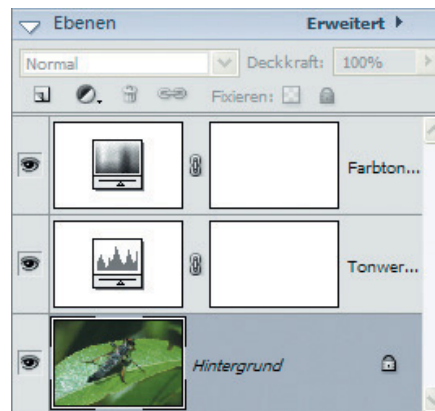 Ebenen Erweitert
Normal Deckkraft: 100%
Fixieren:
Farbton...
Tonwer...
Hintergrund